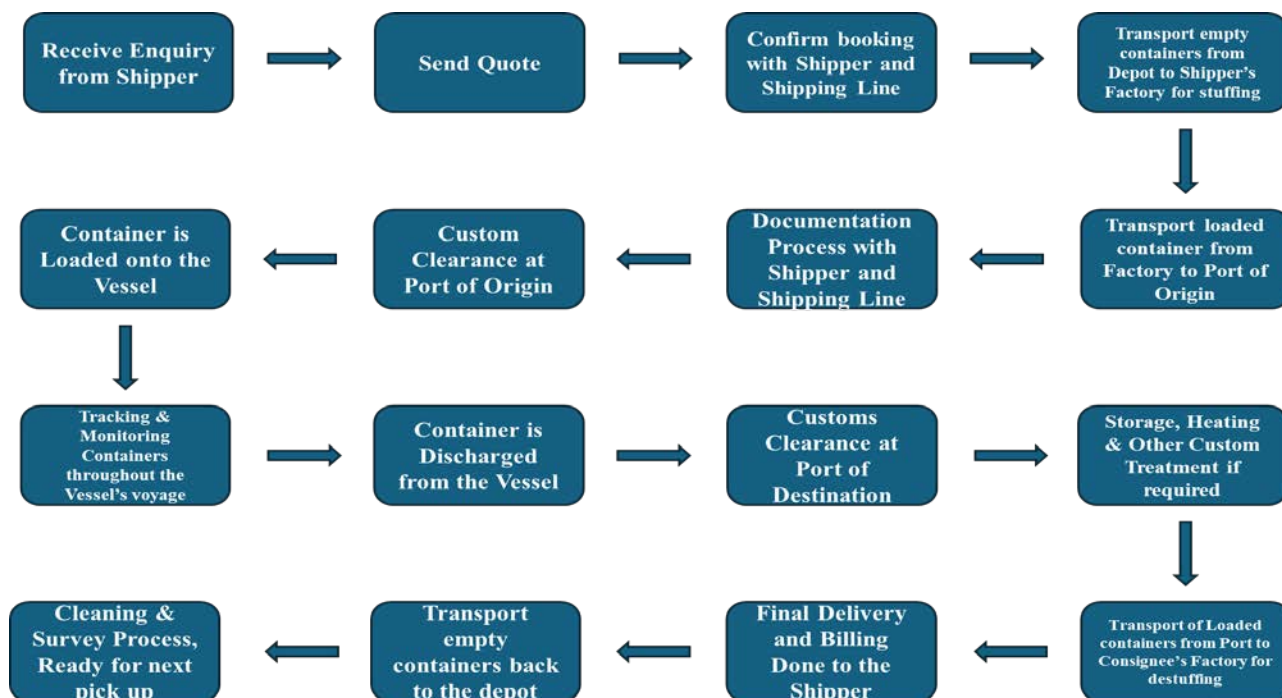 Receive Enquiry
from Shipper
Send Quote
Confirm booking
with Shipper and
Shipping Line
Transport empty
containers from
Depot to Shipper's
Factory for stuffing
Transport loaded
container from
Factory to Port of
Origin
Documentation
Process with
Shipper and
Shipping Line
Custom
Clearance at
Port of Origin
Container is
Loaded onto the
Vessel
Tracking &
Monitoring
Containers
throughout the
Vessel's voyage
Container is
Discharged
from the Vessel
Customs
Clearance at
Port of
Destination
Storage, Heating
& Other Custom
Treatment if
required
Transport of Loaded
containers from Port to
Consignee's Factory for
destuffing
Final Delivery
and Billing
Done to the
Shipper
Transport
empty
containers back
to the depot
Cleaning &
Survey Process,
Ready for next
pick up